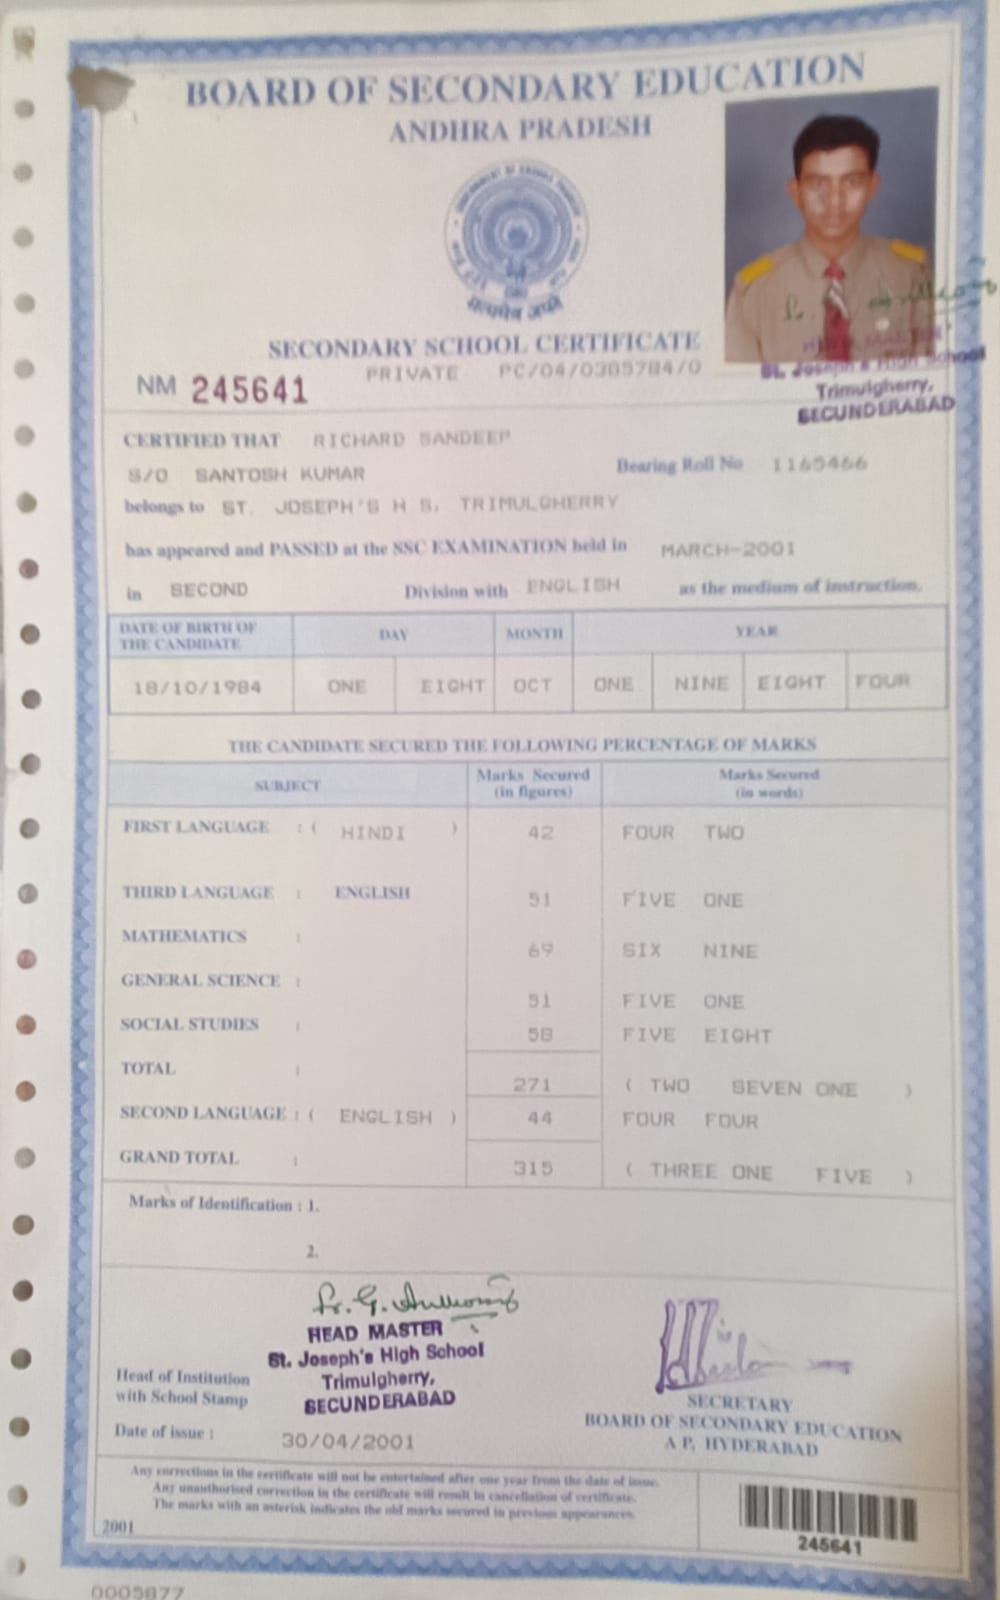 BOARD OF SECONDARY EDUCATION
ANDHRA PRADESH
सत्यमेव जयते
SECONDARY SCHOOL CERTIFICATE
PRIVATE PC/04/0385784/0
NM 245641
HEAD MASTER
St. Joseph's High School
Trimulgherry,
SECUNDERABAD
CERTIFIED THAT RICHARD SANDEEP
S/O SANTOSH KUMAR Bearing Roll No 1165466
belongs to ST. JOSEPH'S H S, TRIMULGHERRY
has appeared and PASSED at the SSC EXAMINATION held in MARCH-2001
in SECOND Division with ENGLISH as the medium of instruction.
DATE OF BIRTH OF THE CANDIDATE DAY MONTH YEAR
18/10/1984 ONE EIGHT OCT ONE NINE EIGHT FOUR
THE CANDIDATE SECURED THE FOLLOWING PERCENTAGE OF MARKS
SUBJECT Marks Secured (in figures) Marks Secured (in words)
FIRST LANGUAGE : ( HINDI ) 42 FOUR TWO
THIRD LANGUAGE : ENGLISH 51 FIVE ONE
MATHEMATICS : 69 SIX NINE
GENERAL SCIENCE : 51 FIVE ONE
SOCIAL STUDIES : 58 FIVE EIGHT
TOTAL : 271 ( TWO SEVEN ONE )
SECOND LANGUAGE : ( ENGLISH ) 44 FOUR FOUR
GRAND TOTAL : 315 ( THREE ONE FIVE )
Marks of Identification : 1.
2.
HEAD MASTER
St. Joseph's High School
Trimulgherry,
SECUNDERABAD
Head of Institution
with School Stamp
SECRETARY
BOARD OF SECONDARY EDUCATION
A P, HYDERABAD
Date of issue : 30/04/2001
Any corrections in the certificate will not be entertained after one year from the date of issue.
Any unauthorised correction in the certificate will result in cancellation of certificate.
The marks with an asterisk indicates the old marks secured in previous appearances.
2001
245641
0005877